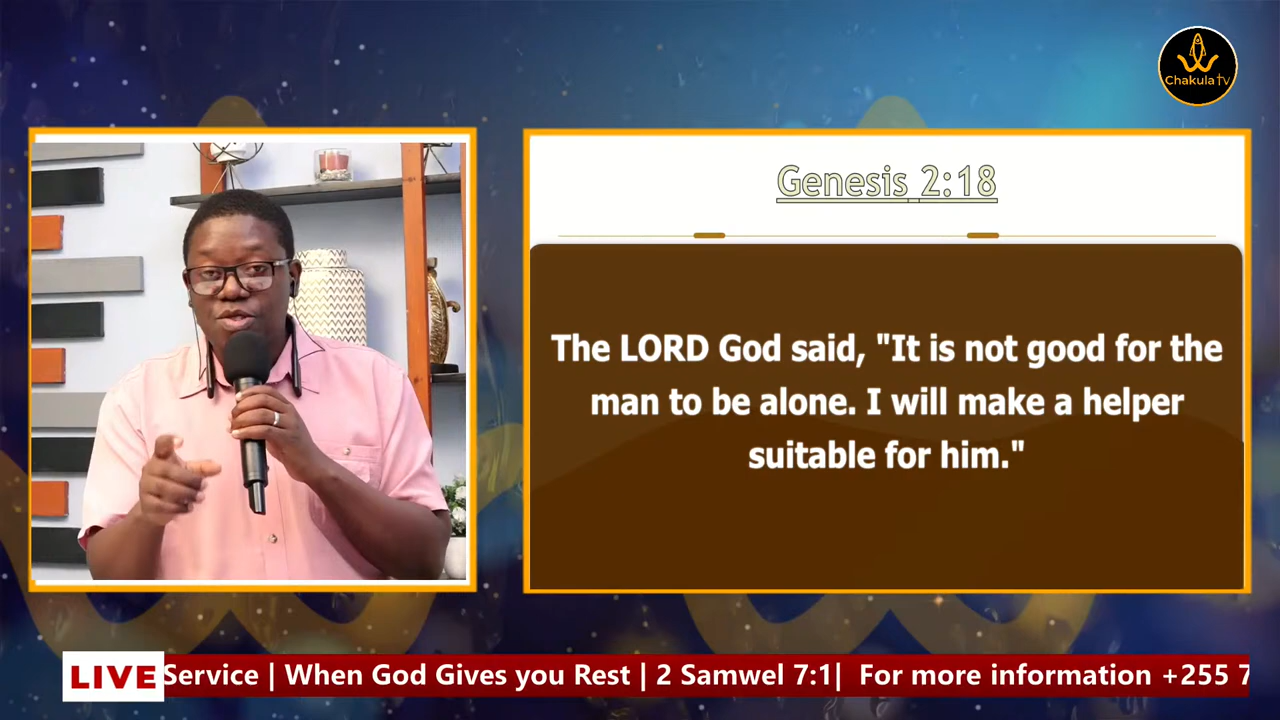 Chakula TV
Genesis 2:18
The LORD God said, "It is not good for the
man to be alone. I will make a helper
suitable for him."
LIVE Service | When God Gives you Rest | 2 Samwel 7:1| For more information +255 7